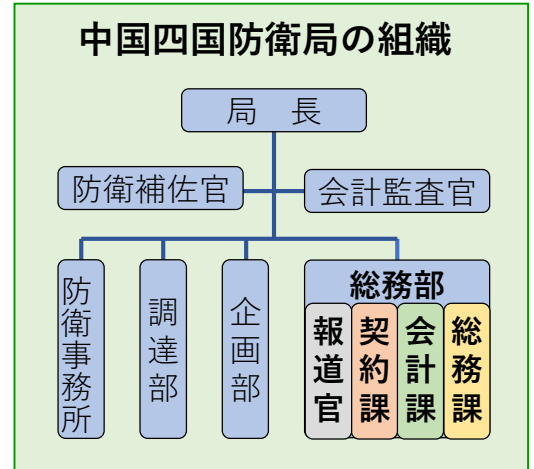 中国四国防衛局の組織
局　長
防衛補佐官
会計監査官
防衛事務所
調達部
企画部
総務部
報道官
契約課
会計課
総務課